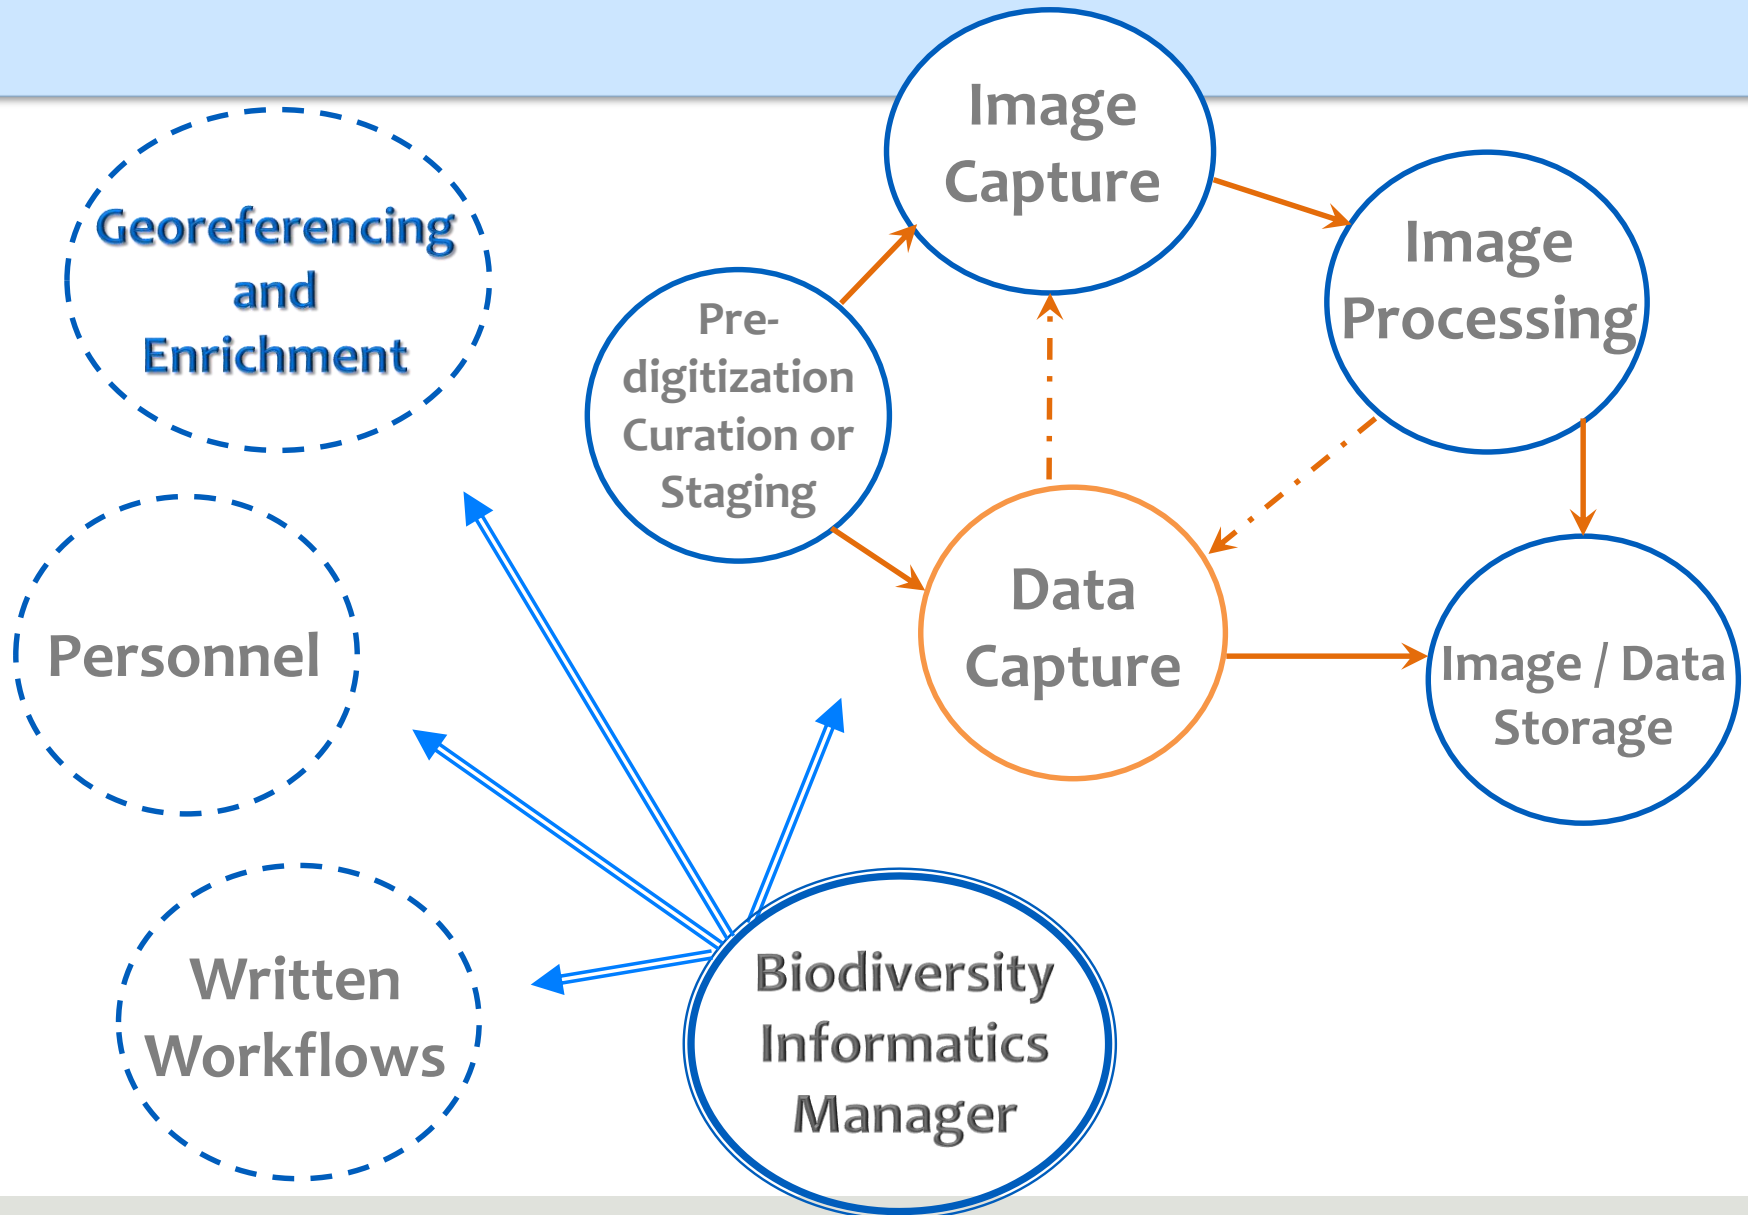 Image
Capture
Image
Processing
Georeferencing
and
Enrichment
Pre-
digitization
Curation or
Staging
Data
Capture
Personnel
Image / Data
Storage
Written
Workflows
Biodiversity
Informatics
Manager